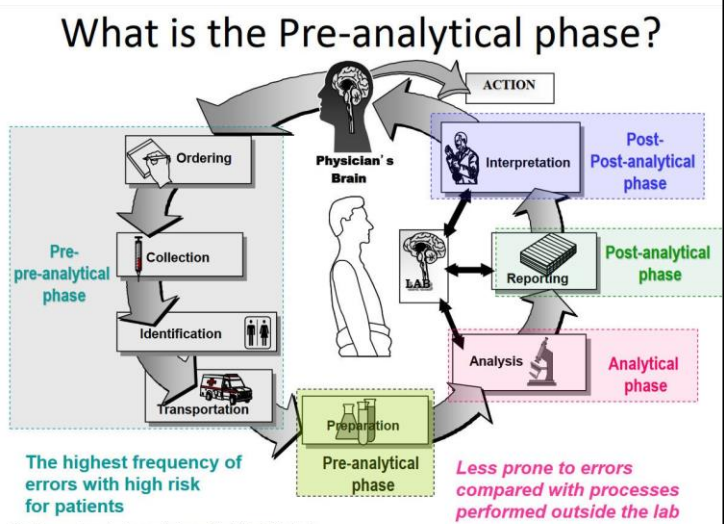 What is the Pre-analytical phase?
ACTION
Physician's
Brain
Ordering
Collection
Identification
Transportation
Pre-
pre-analytical
phase
Preparation
Pre-analytical
phase
Analysis
Analytical
phase
Reporting
Post-analytical
phase
Interpretation
Post-
Post-analytical
phase
LAB
The highest frequency of
errors with high risk
for patients
Less prone to errors
compared with processes
performed outside the lab